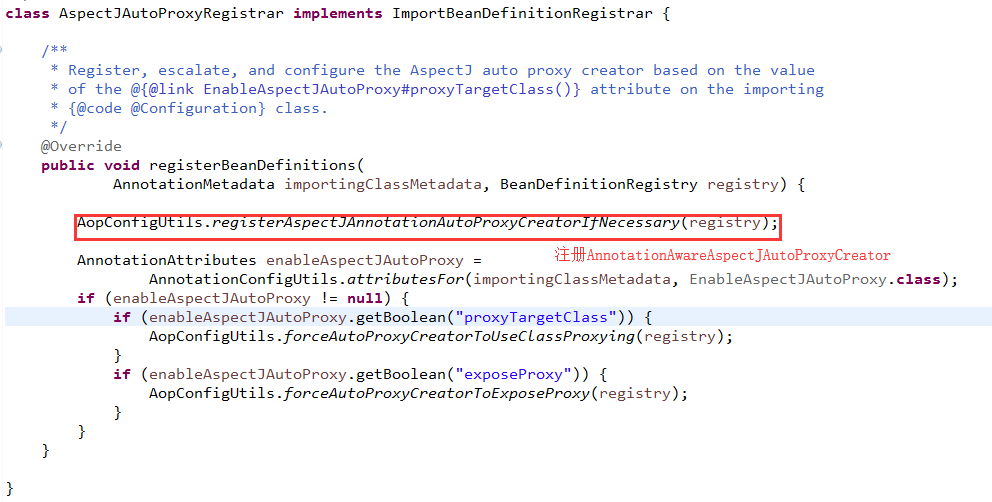 class AspectJAutoProxyRegistrar implements ImportBeanDefinitionRegistrar {
/**
* Register, escalate, and configure the AspectJ auto proxy creator based on the value
* of the @{@link EnableAspectJAutoProxy#proxyTargetClass()} attribute on the importing
* {@code @Configuration} class.
*/
@Override
public void registerBeanDefinitions(
AnnotationMetadata importingClassMetadata, BeanDefinitionRegistry registry) {
AopConfigUtils.registerAspectJAnnotationAutoProxyCreatorIfNecessary(registry);
注册AnnotationAwareAspectJAutoProxyCreator
AnnotationAttributes enableAspectJAutoProxy =
AnnotationConfigUtils.attributesFor(importingClassMetadata, EnableAspectJAutoProxy.class);
if (enableAspectJAutoProxy != null) {
if (enableAspectJAutoProxy.getBoolean("proxyTargetClass")) {
AopConfigUtils.forceAutoProxyCreatorToUseClassProxying(registry);
}
if (enableAspectJAutoProxy.getBoolean("exposeProxy")) {
AopConfigUtils.forceAutoProxyCreatorToExposeProxy(registry);
}
}
}
}